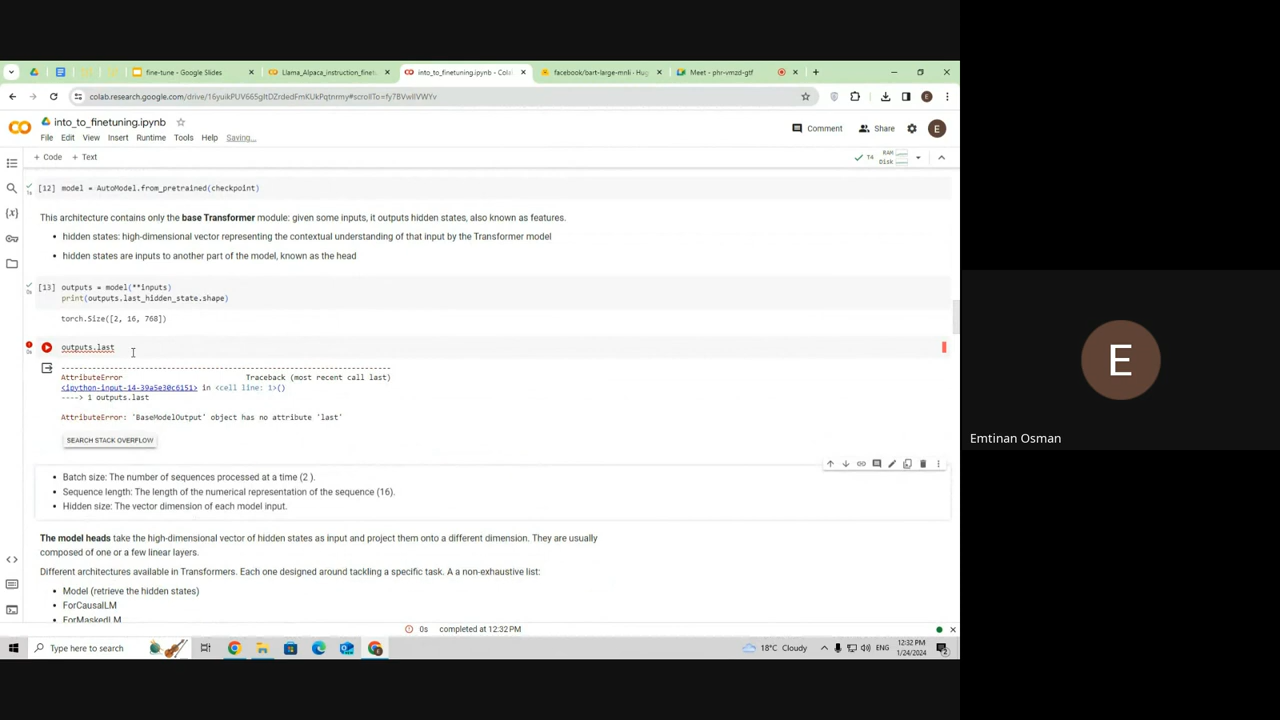 fine-tune - Google Slides
Llama_Alpaca_instruction_finet
into_to_finetuning.ipynb - Colab
facebook/bart-large-mnli · Hug
Meet - phr-vmzd-gtf
colab.research.google.com/drive/16yuikPUV665gItDZrdedFmKUkPqtnrmy#scrollTo=fy7BVwIIVWYv
E
into_to_finetuning.ipynb
File Edit View Insert Runtime Tools Help Saving...
Comment Share E
+ Code + Text
T4 RAM
Disk
[12] model = AutoModel.from_pretrained(checkpoint)
1s
This architecture contains only the base Transformer module: given some inputs, it outputs hidden states, also known as features.
• hidden states: high-dimensional vector representing the contextual understanding of that input by the Transformer model
• hidden states are inputs to another part of the model, known as the head
[13] outputs = model(**inputs)
0s
print(outputs.last_hidden_state.shape)
torch.Size([2, 16, 768])
outputs.last
0s
---------------------------------------------------------------------------
AttributeError Traceback (most recent call last)
<ipython-input-14-39a5e30c6151> in <cell line: 1>()
----> 1 outputs.last
AttributeError: 'BaseModelOutput' object has no attribute 'last'
SEARCH STACK OVERFLOW
• Batch size: The number of sequences processed at a time (2 ).
• Sequence length: The length of the numerical representation of the sequence (16).
• Hidden size: The vector dimension of each model input.
The model heads take the high-dimensional vector of hidden states as input and project them onto a different dimension. They are usually
composed of one or a few linear layers.
Different architectures available in Transformers. Each one designed around tackling a specific task. A a non-exhaustive list:
• Model (retrieve the hidden states)
• ForCausalLM
• ForMaskedLM
0s completed at 12:32 PM
Type here to search
18°C Cloudy
ENG
12:32 PM
1/24/2024
2
E
Emtinan Osman